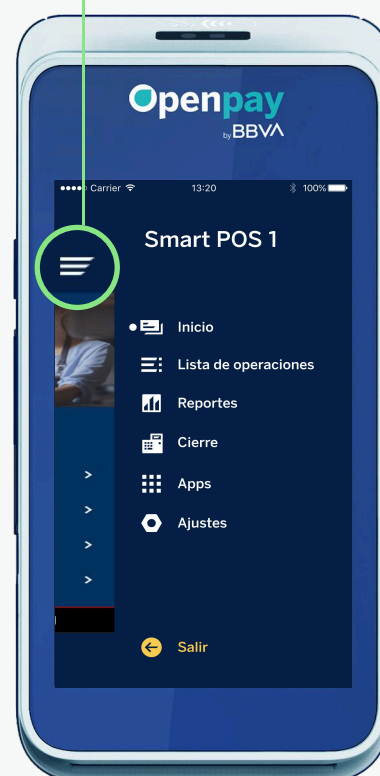 Openpay
by BBVA
Carrier 13:20 100%
Smart POS 1
Inicio
Lista de operaciones
Reportes
Cierre
Apps
Ajustes
Salir